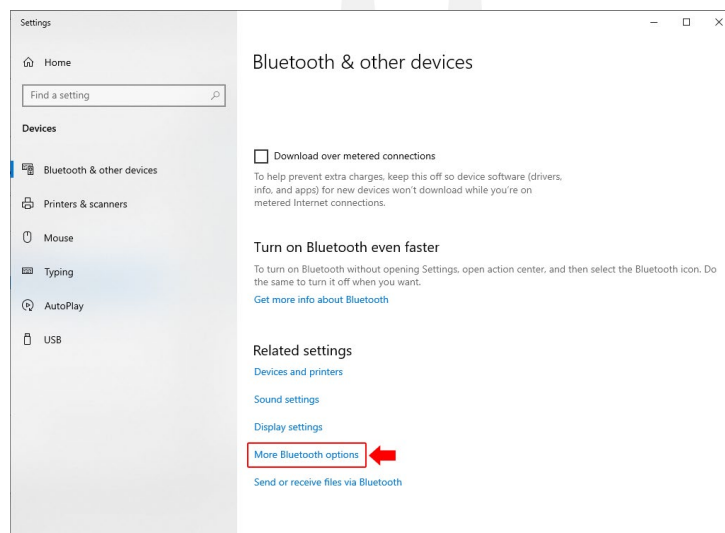 Settings
Home
Find a setting
Devices
Bluetooth & other devices
Printers & scanners
Mouse
Typing
AutoPlay
USB
Bluetooth & other devices
Download over metered connections
To help prevent extra charges, keep this off so device software (drivers,
info, and apps) for new devices won't download while you're on
metered Internet connections.
Turn on Bluetooth even faster
To turn on Bluetooth without opening Settings, open action center, and then select the Bluetooth icon. Do
the same to turn it off when you want.
Get more info about Bluetooth
Related settings
Devices and printers
Sound settings
Display settings
More Bluetooth options
Send or receive files via Bluetooth